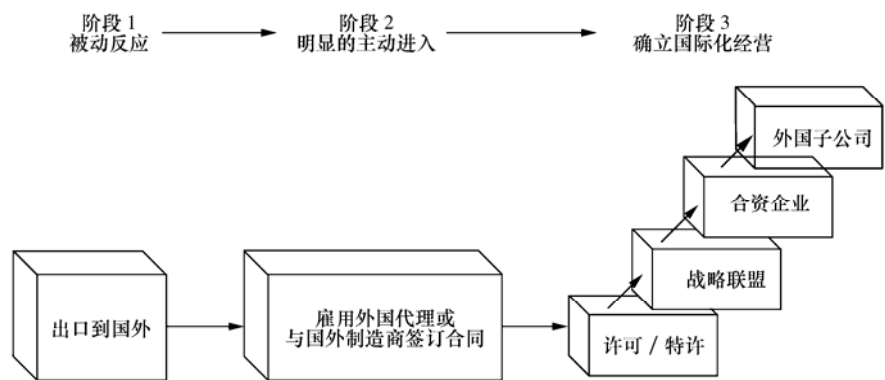 阶段 1
被动反应
阶段 2
明显的主动进入
阶段 3
确立国际化经营
外国子公司
合资企业
战略联盟
许可 / 特许
出口到国外
雇用外国代理或
与国外制造商签订合同